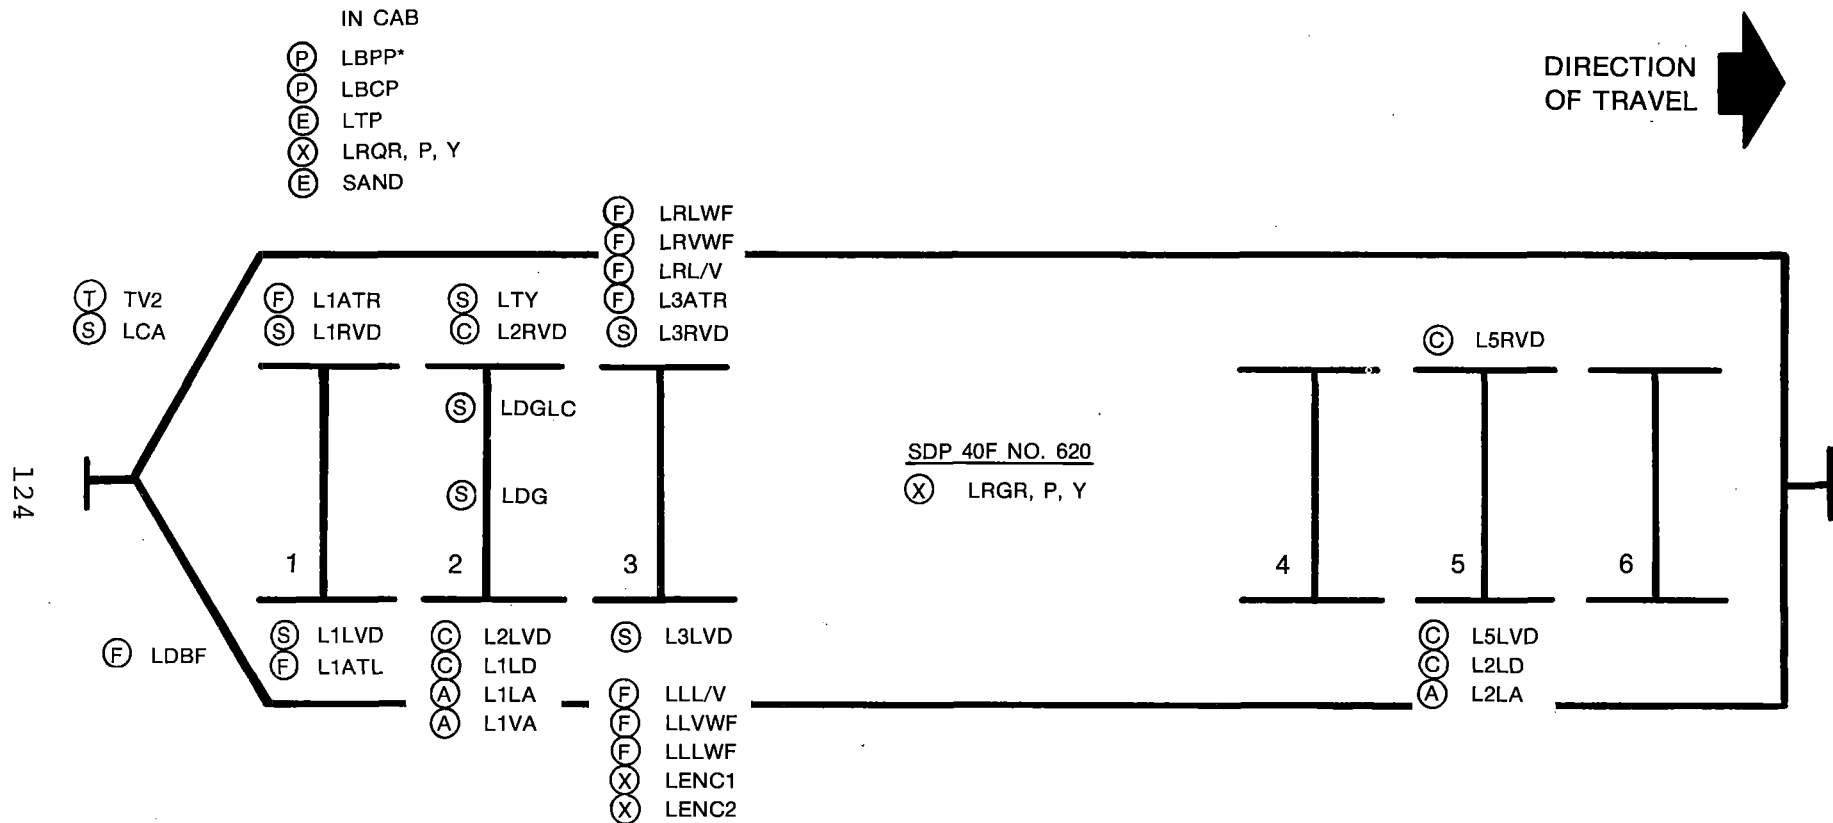 IN CAB
P LBPP*
P LBCP
E LTP
X LRQR, P, Y
E SAND
DIRECTION
OF TRAVEL
F LRLWF
F LRVWF
F LRL/V
F L3ATR
S L3RVD
T TV2
S LCA
F L1ATR
S L1RVD
S LTY
C L2RVD
C L5RVD
S LDGLC
S LDG
SDP 40F NO. 620
X LRGR, P, Y
124
1 2 3 4 5 6
F LDBF
S L1LVD
F L1ATL
C L2LVD
C L1LD
A L1LA
A L1VA
S L3LVD
F LLL/V
F LLVWF
F LLLWF
X LENC1
X LENC2
C L5LVD
C L2LD
A L2LA